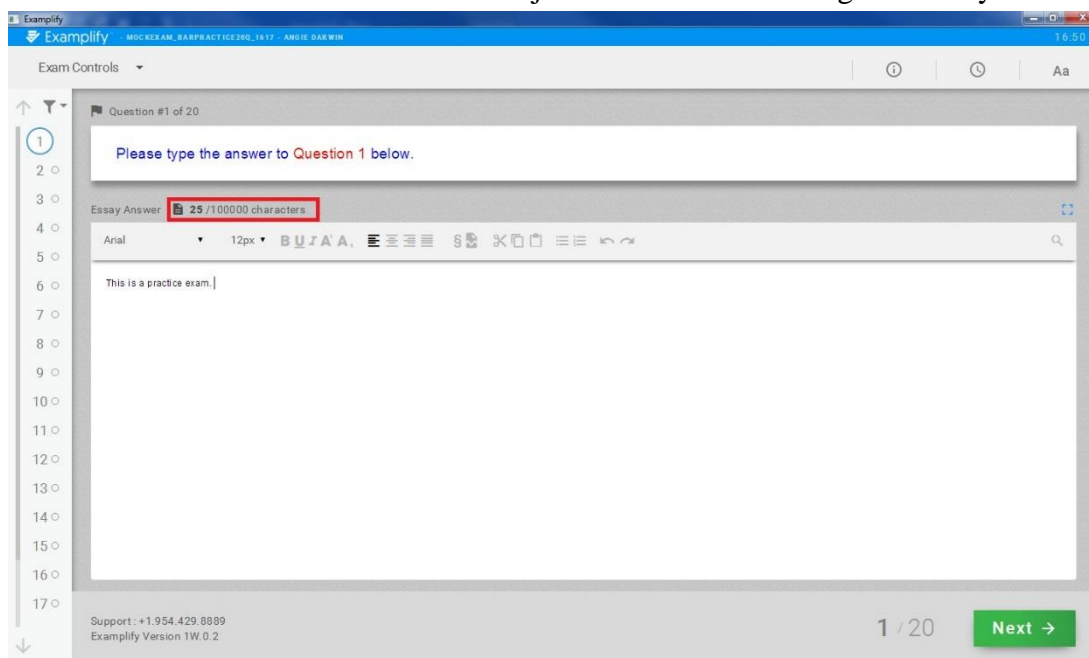 Examplify
Examplify - MOCKEXAM_BARPRACTICE20Q_1617 - ANGIE DARWIN 16:50
Exam Controls Aa
Question #1 of 20
Please type the answer to Question 1 below.
Essay Answer 25 /100000 characters
Arial 12px B U I A A, §
This is a practice exam.
1
2
3
4
5
6
7
8
9
10
11
12
13
14
15
16
17
Support: +1.954.429.8889
Examplify Version 1W.0.2
1 / 20
Next →